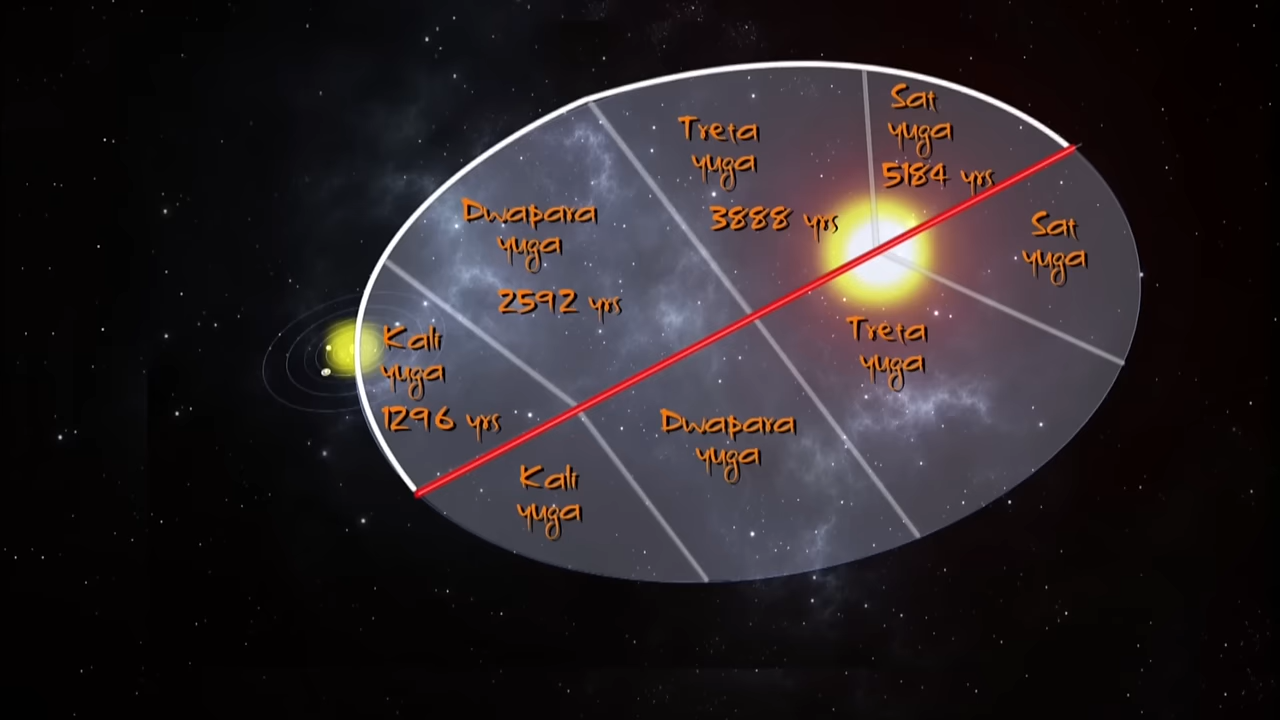 Sat
yuga
5184 yrs
Treta
yuga
3888 yrs
Dwapara
yuga
2592 yrs
Sat
yuga
Kali
yuga
1296 yrs
Treta
yuga
Dwapara
yuga
Kali
yuga